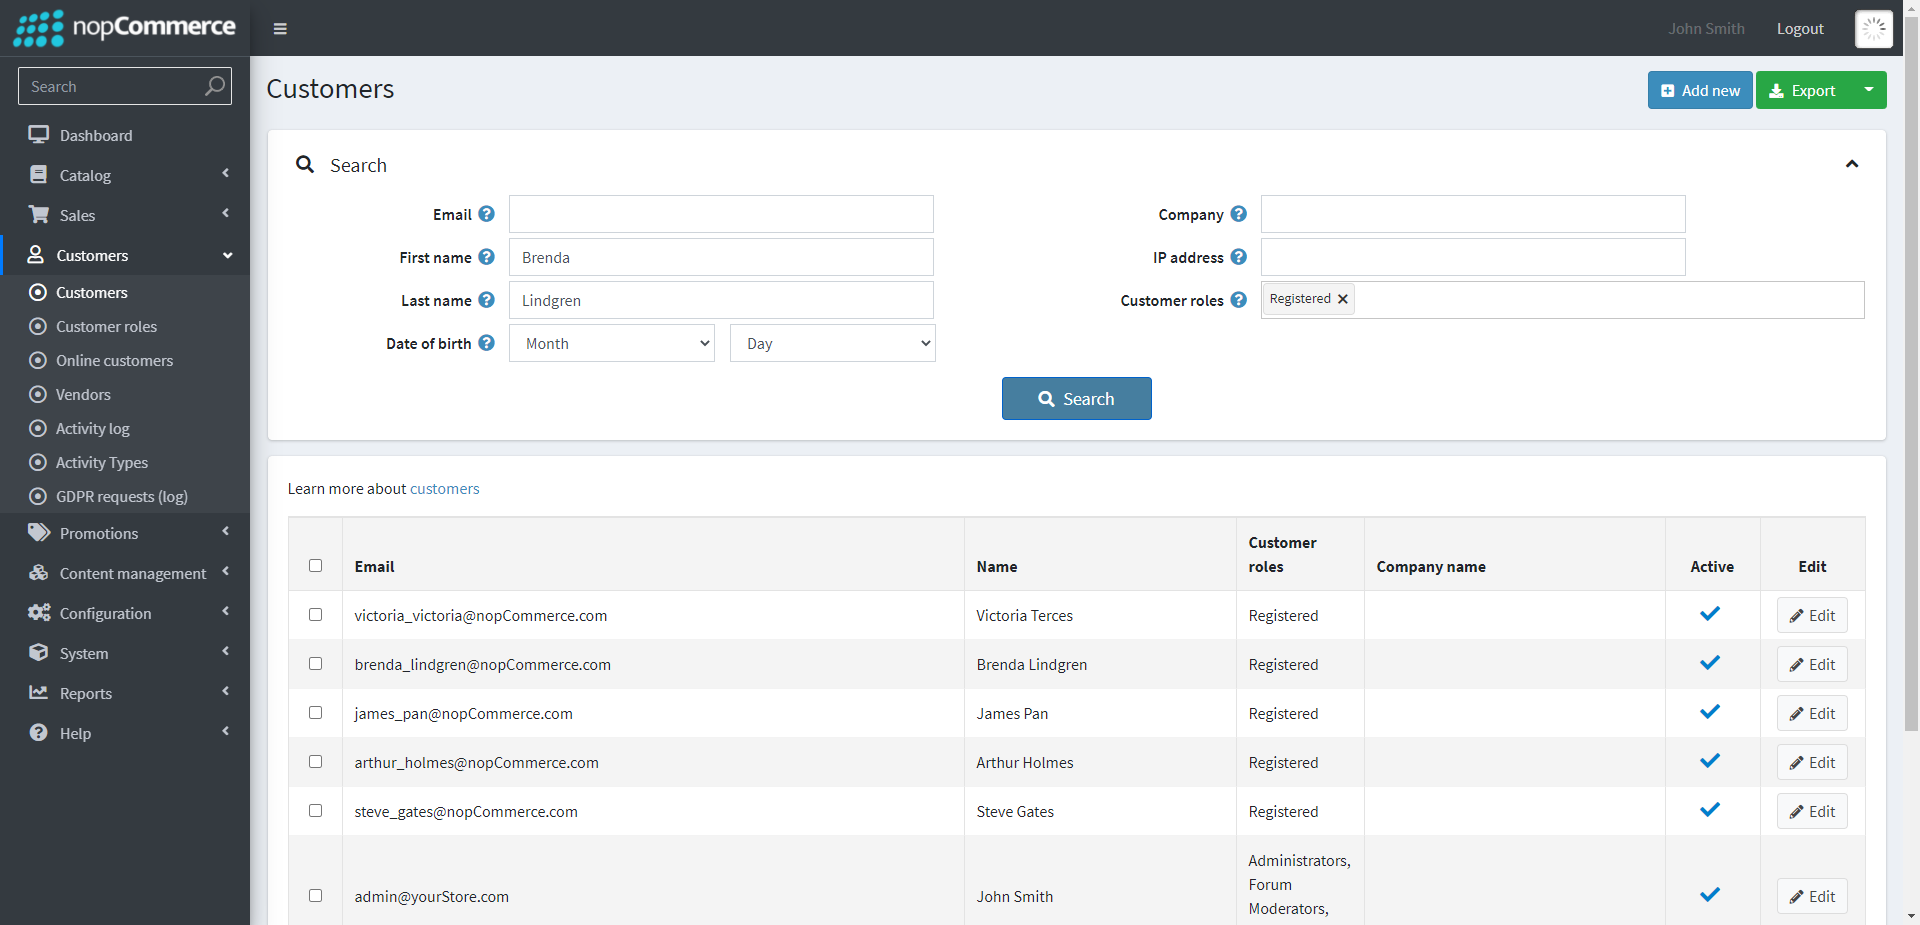 nopCommerce
John Smith
Logout
Search
Dashboard
Catalog
Sales
Customers
Customers
Customer roles
Online customers
Vendors
Activity log
Activity Types
GDPR requests (log)
Promotions
Content management
Configuration
System
Reports
Help
Customers
Add new
Export
Search
Email
Company
First name
Brenda
IP address
Last name
Lindgren
Customer roles
Registered
Date of birth
Month
Day
Search
Learn more about customers
Email
Name
Customer
roles
Company name
Active
Edit
victoria_victoria@nopCommerce.com
Victoria Terces
Registered
Edit
brenda_lindgren@nopCommerce.com
Brenda Lindgren
Registered
Edit
james_pan@nopCommerce.com
James Pan
Registered
Edit
arthur_holmes@nopCommerce.com
Arthur Holmes
Registered
Edit
steve_gates@nopCommerce.com
Steve Gates
Registered
Edit
admin@yourStore.com
John Smith
Administrators,
Forum
Moderators,
Edit